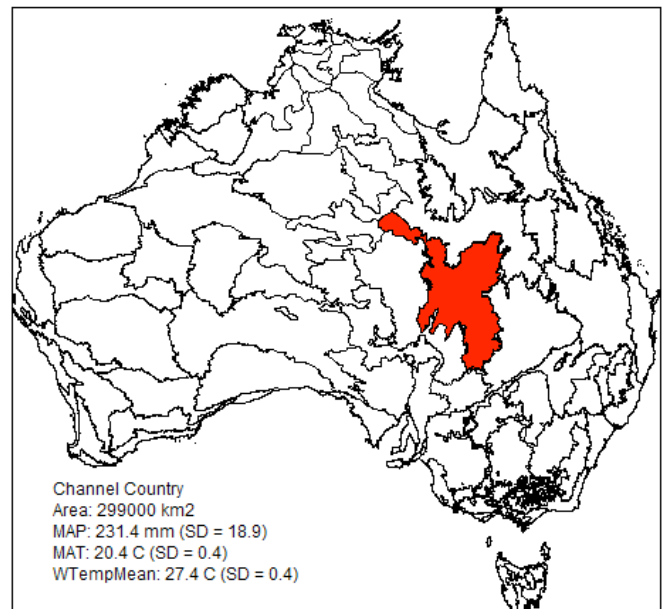 Channel Country
Area: 299000 km2
MAP: 231.4 mm (SD = 18.9)
MAT: 20.4 C (SD = 0.4)
WTempMean: 27.4 C (SD = 0.4)